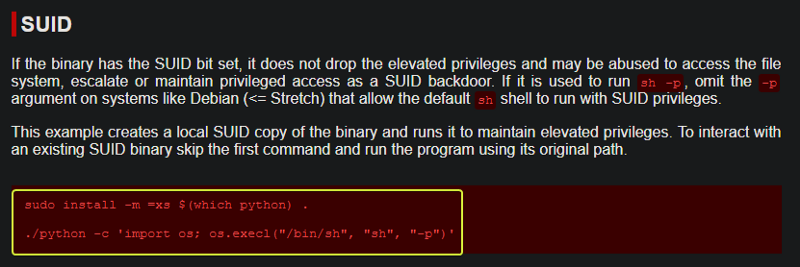 SUID
If the binary has the SUID bit set, it does not drop the elevated privileges and may be abused to access the file
system, escalate or maintain privileged access as a SUID backdoor. If it is used to run sh -p, omit the -p
argument on systems like Debian (<= Stretch) that allow the default sh shell to run with SUID privileges.
This example creates a local SUID copy of the binary and runs it to maintain elevated privileges. To interact with
an existing SUID binary skip the first command and run the program using its original path.
sudo install -m =xs $(which python) .
./python -c 'import os; os.execl("/bin/sh", "sh", "-p")'